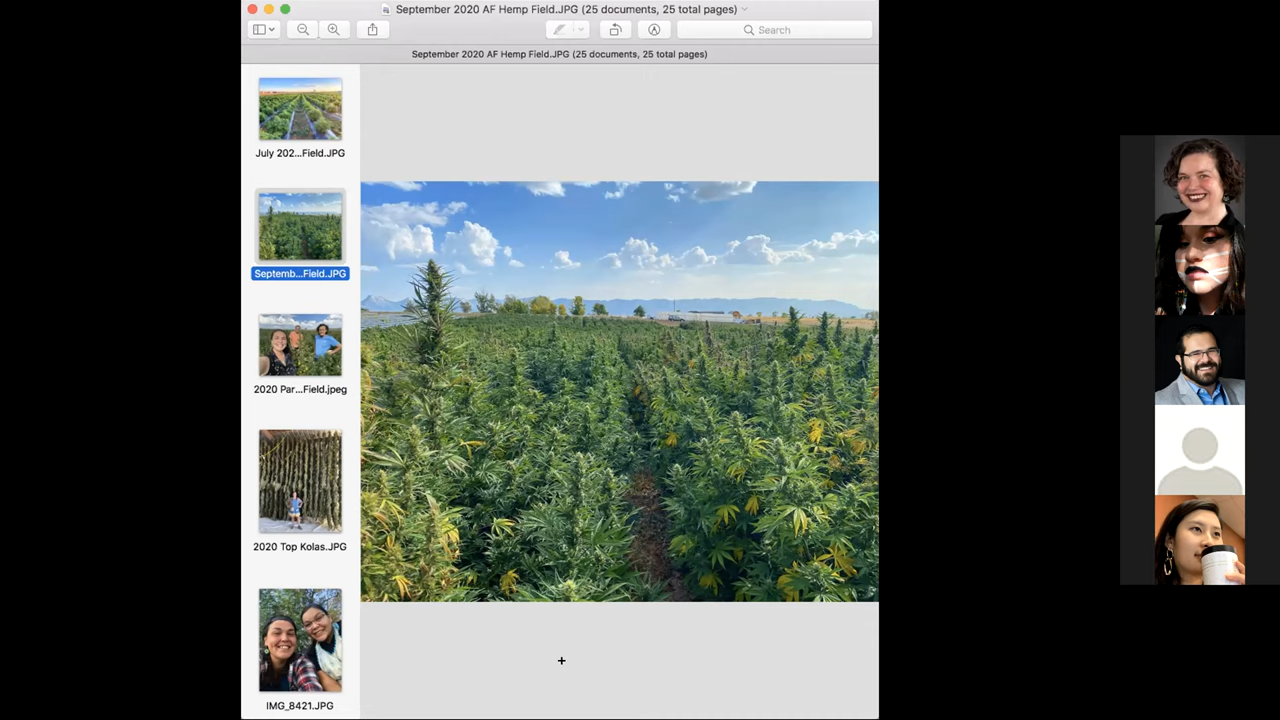 September 2020 AF Hemp Field.JPG (25 documents, 25 total pages)
Search
September 2020 AF Hemp Field.JPG (25 documents, 25 total pages)
July 202...Field.JPG
Septemb...Field.JPG
2020 Par...Field.jpeg
2020 Top Kolas.JPG
IMG_8421.JPG